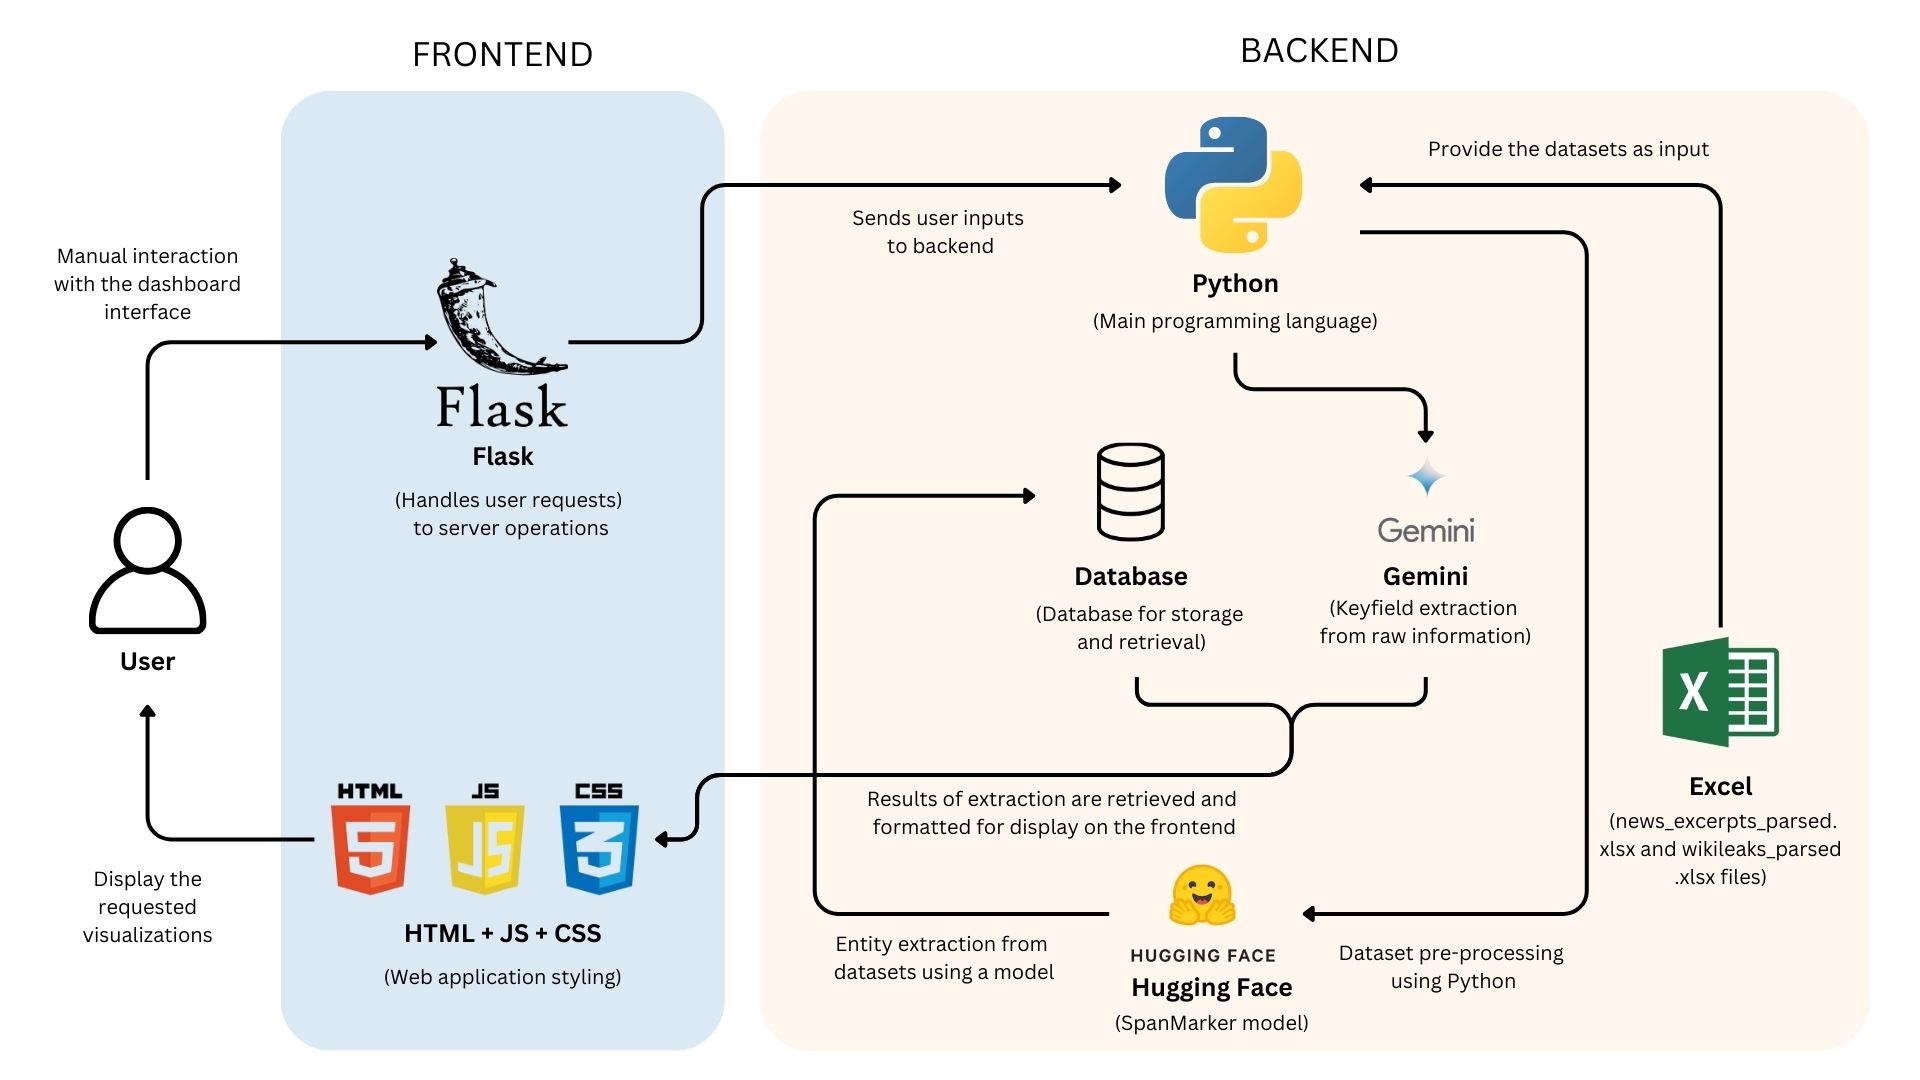 FRONTEND
BACKEND
Provide the datasets as input
Sends user inputs
to backend
Manual interaction
with the dashboard
interface
Python
(Main programming language)
Flask
Flask
(Handles user requests)
to server operations
Gemini
Database
(Database for storage
and retrieval)
Gemini
(Keyfield extraction
from raw information)
User
Excel
(news_excerpts_parsed.
xlsx and wikileaks_parsed
.xlsx files)
X
HTML
JS
CSS
5
JS
3
Results of extraction are retrieved and
formatted for display on the frontend
Display the
requested
visualizations
HTML + JS + CSS
(Web application styling)
Entity extraction from
datasets using a model
HUGGING FACE
Hugging Face
(SpanMarker model)
Dataset pre-processing
using Python